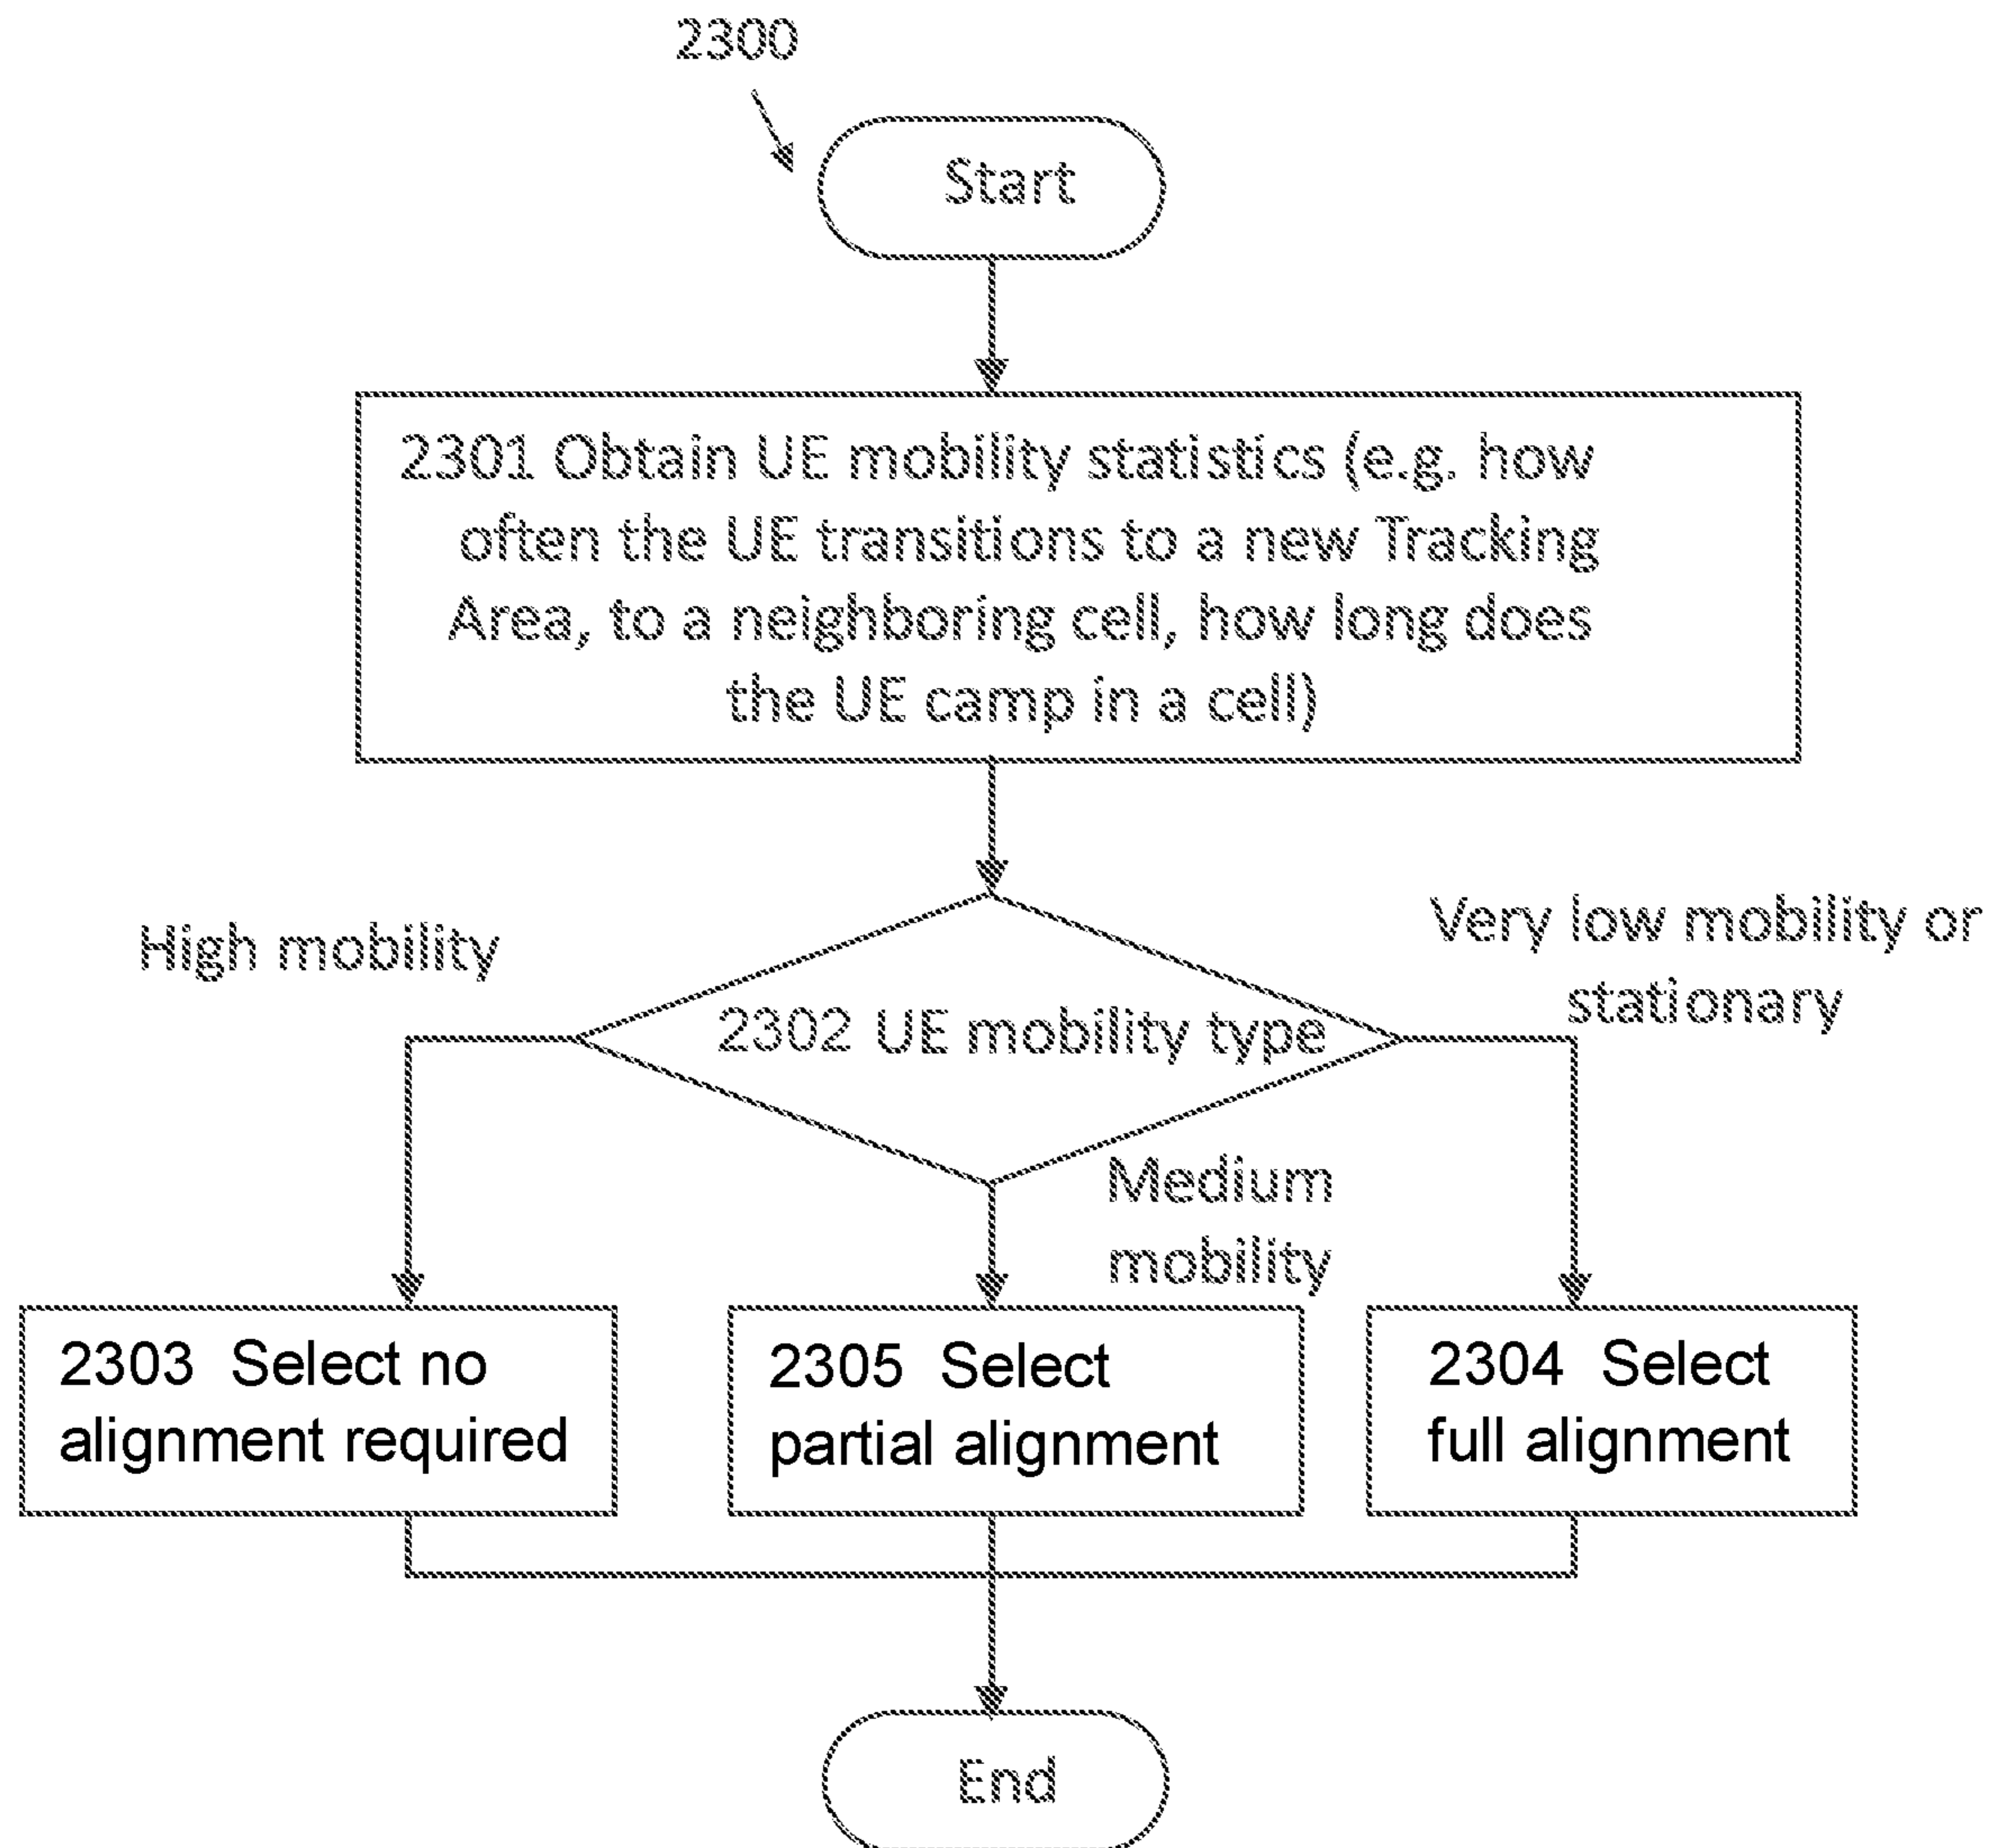 2300
Start
2301 Obtain UE mobility statistics (e.g. how
often the UE transitions to a new Tracking
Area, to a neighboring cell, how long does
the UE camp in a cell)
High mobility
Very low mobility or
stationary
2302 UE mobility type
Medium
mobility
2303 Select no
alignment required
2305 Select
partial alignment
2304 Select
full alignment
End